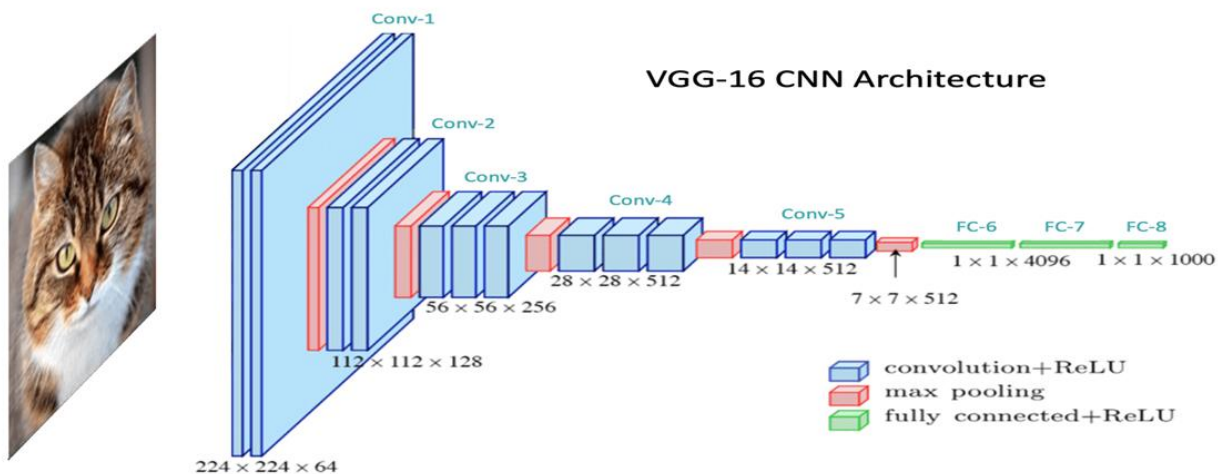 Conv-1
VGG-16 CNN Architecture
Conv-2
Conv-3
Conv-4
Conv-5
FC-6
FC-7
FC-8
1 × 1 × 4096
1 × 1 × 1000
14 × 14 × 512
28 × 28 × 512
7 × 7 × 512
56 × 56 × 256
112 × 112 × 128
224 × 224 × 64
convolution+ReLU
max pooling
fully connected+ReLU